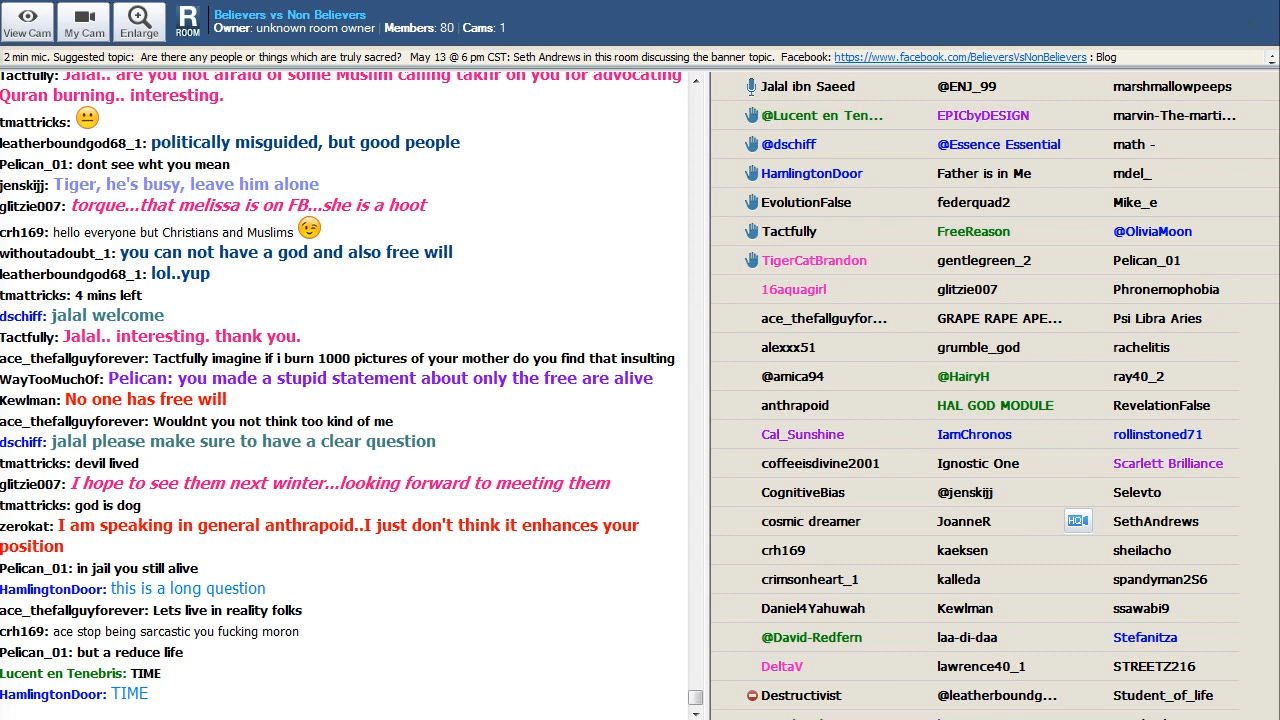 View Cam
My Cam
Enlarge
R
ROOM
Believers vs Non Believers
Owner: unknown room owner | Members: 80 | Cams: 1
2 min mic. Suggested topic: Are there any people or things which are truly sacred? May 13 @ 6 pm CST: Seth Andrews in this room discussing the banner topic. Facebook: https://www.facebook.com/BelieversVsNonBelievers : Blog
Tactfully: Jalal.. are you not afraid of some Muslim calling takfir on you for advocating
Quran burning.. interesting.
tmattricks:
leatherboundgod68_1: politically misguided, but good people
Pelican_01: dont see wht you mean
jenskijj: Tiger, he's busy, leave him alone
glitzie007: torque...that melissa is on FB...she is a hoot
crh169: hello everyone but Christians and Muslims
withoutadoubt_1: you can not have a god and also free will
leatherboundgod68_1: lol..yup
tmattricks: 4 mins left
dschiff: jalal welcome
Tactfully: Jalal.. interesting. thank you.
ace_thefallguyforever: Tactfully imagine if i burn 1000 pictures of your mother do you find that insulting
WayTooMuchOf: Pelican: you made a stupid statement about only the free are alive
Kewlman: No one has free will
ace_thefallguyforever: Wouldnt you not think too kind of me
dschiff: jalal please make sure to have a clear question
tmattricks: devil lived
glitzie007: I hope to see them next winter...looking forward to meeting them
tmattricks: god is dog
zerokat: I am speaking in general anthrapoid..I just don't think it enhances your
position
Pelican_01: in jail you still alive
HamlingtonDoor: this is a long question
ace_thefallguyforever: Lets live in reality folks
crh169: ace stop being sarcastic you fucking moron
Pelican_01: but a reduce life
Lucent en Tenebris: TIME
HamlingtonDoor: TIME
Jalal ibn Saeed
@Lucent en Ten...
@dschiff
HamlingtonDoor
EvolutionFalse
Tactfully
TigerCatBrandon
16aquagirl
ace_thefallguyfor...
alexxx51
@amica94
anthrapoid
Cal_Sunshine
coffeeisdivine2001
CognitiveBias
cosmic dreamer
crh169
crimsonheart_1
Daniel4Yahuwah
@David-Redfern
DeltaV
Destructivist
@ENJ_99
EPICbyDESIGN
@Essence Essential
Father is in Me
federquad2
FreeReason
gentlegreen_2
glitzie007
GRAPE RAPE APE...
grumble_god
@HairyH
HAL GOD MODULE
IamChronos
Ignostic One
@jenskijj
JoanneR
kaeksen
kalleda
Kewlman
laa-di-daa
lawrence40_1
@leatherboundg...
marshmallowpeeps
marvin-The-marti...
math -
mdel_
Mike_e
@OliviaMoon
Pelican_01
Phronemophobia
Psi Libra Aries
rachelitis
ray40_2
RevelationFalse
rollinstoned71
Scarlett Brilliance
Selevto
HQ
SethAndrews
sheilacho
spandyman2S6
ssawabi9
Stefanitza
STREETZ216
Student_of_life